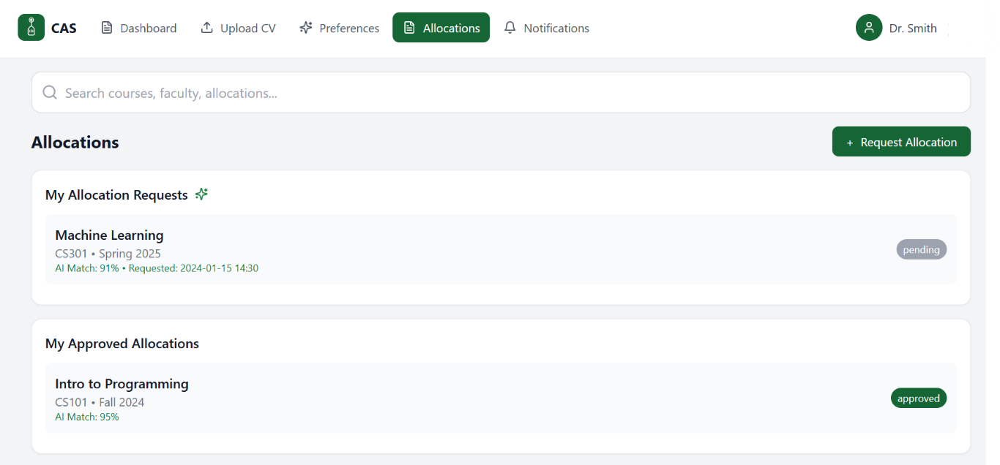 CAS
Dashboard
Upload CV
Preferences
Allocations
Notifications
Dr. Smith
Search courses, faculty, allocations...
Allocations
+ Request Allocation
My Allocation Requests
Machine Learning
CS301 • Spring 2025
AI Match: 91% • Requested: 2024-01-15 14:30
pending
My Approved Allocations
Intro to Programming
CS101 • Fall 2024
AI Match: 95%
approved